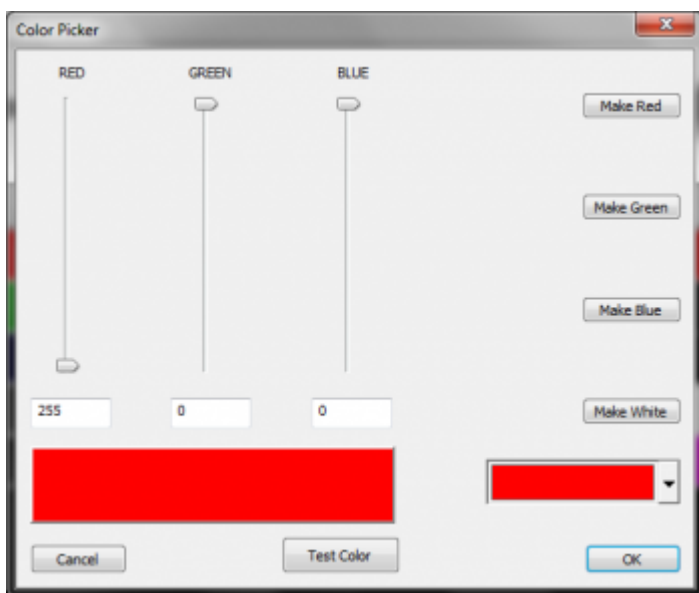 Color Picker
RED GREEN BLUE
Make Red
Make Green
Make Blue
255 0 0
Make White
Cancel
Test Color
OK